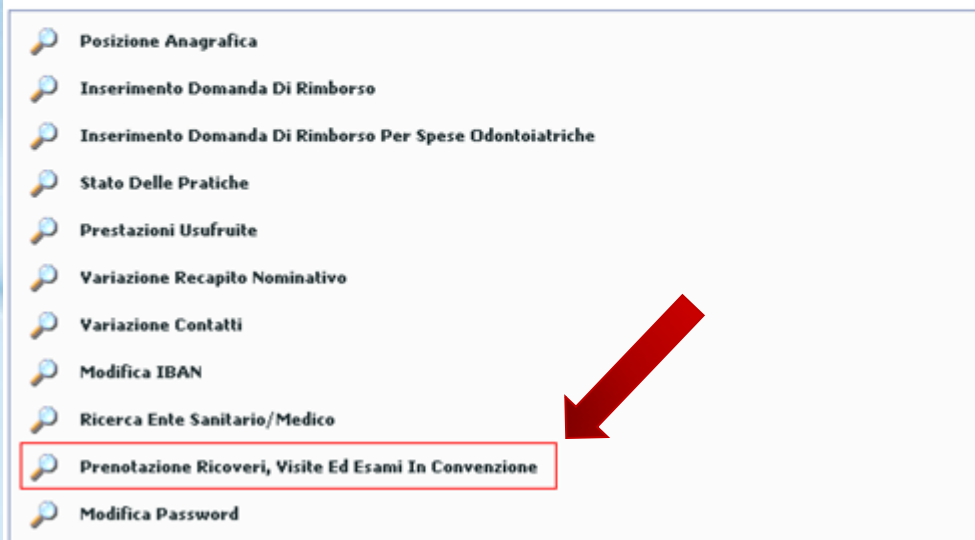 Posizione Anagrafica
Inserimento Domanda Di Rimborso
Inserimento Domanda Di Rimborso Per Spese Odontoiatriche
Stato Delle Pratiche
Prestazioni Usufruite
Variazione Recapito Nominativo
Variazione Contatti
Modifica IBAN
Ricerca Ente Sanitario/Medico
Prenotazione Ricoveri, Visite Ed Esami In Convenzione
Modifica Password